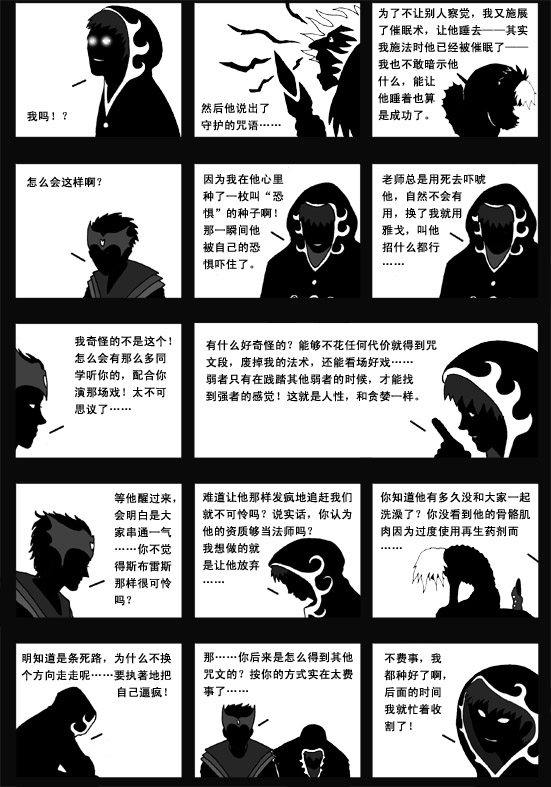 我吗！？
然后他说出了
守护的咒语……
为了不让别人察觉，我又施展
了催眠术，让他睡去——其实
我施法时他已经被催眠了——
我也不敢暗示他
什么，能让
他睡着也算
是成功了。
怎么会这样啊？
因为我在他心里
种了一枚叫“恐
惧”的种子啊！
那一瞬间他
被自己的恐
惧吓住了。
老师总是用死去吓唬
他，自然不会有
用，换了我就用
雅戈，叫他
招什么都行
……
我奇怪的不是这个！
怎么会有那么多同
学听你的，配合你
演那场戏！太不可
思议了……
有什么好奇怪的？能够不花任何代价就得到咒
文段，废掉我的法术，还能看场好戏……
弱者只有在践踏其他弱者的时候，才能找
到强者的感觉！这就是人性，和贪婪一样。
等他醒过来，
会明白是大
家串通一气
……你不觉
得斯布雷斯
那样很可怜
吗？
难道让他那样发疯地追赶我们
就不可怜吗？说实话，你认为
他的资质够当法师吗？
我想做的就
是让他放弃
……
你知道他有多久没和大家一起
洗澡了？你没看到他的骨骼肌
肉因为过度使用再生药剂而
……
明知道是条死路，为什么不换
个方向走走呢……要执著地把
自己逼疯！
那……你后来是怎么得到其他
咒文的？按你的方式实在太费
事了……
不费事，我
都种好了啊，
后面的时间
我就忙着收
割了！